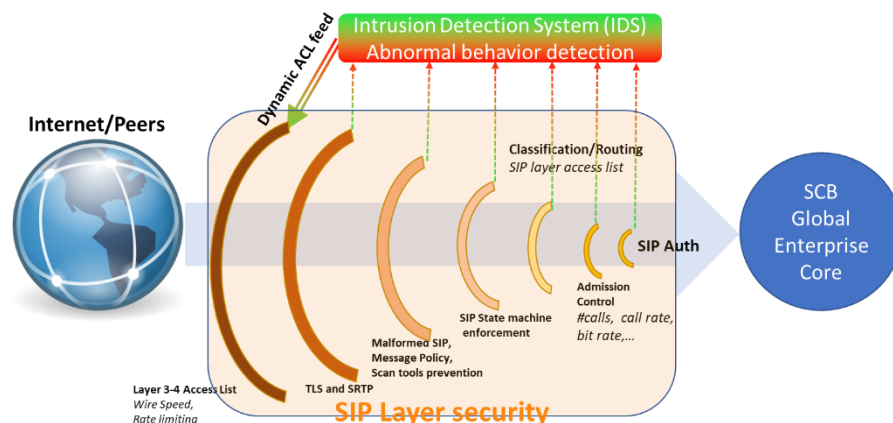 Intrusion Detection System (IDS)
Abnormal behavior detection
Dynamic ACL feed
Internet/Peers
Classification/Routing
SIP layer access list
SCB
Global
Enterprise
Core
SIP Auth
Admission
Control
#calls, call rate,
bit rate,...
SIP State machine
enforcement
Malformed SIP,
Message Policy,
Scan tools prevention
TLS and SRTP
Layer 3-4 Access List
Wire Speed,
Rate limiting
SIP Layer security